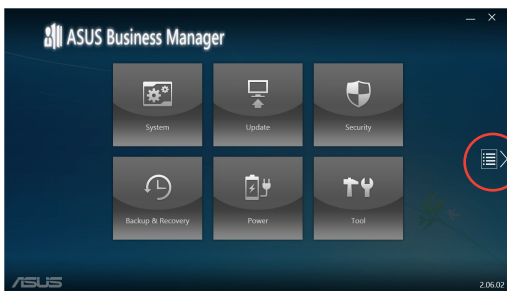 ASUS Business Manager
System Update Security
Backup & Recovery Power Tool
ASUS 2.06.02